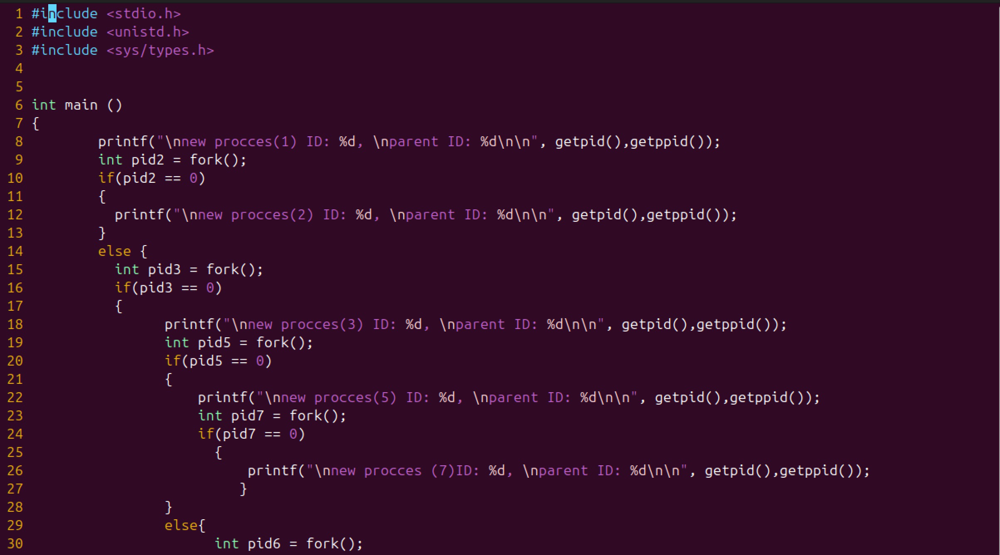 1 #include <stdio.h>
2 #include <unistd.h>
3 #include <sys/types.h>
4
5
6 int main ()
7 {
8         printf("\nnew procces(1) ID: %d, \nparent ID: %d\n\n", getpid(),getppid());
9         int pid2 = fork();
10         if(pid2 == 0)
11         {
12           printf("\nnew procces(2) ID: %d, \nparent ID: %d\n\n", getpid(),getppid());
13         }
14         else {
15           int pid3 = fork();
16           if(pid3 == 0)
17           {
18                 printf("\nnew procces(3) ID: %d, \nparent ID: %d\n\n", getpid(),getppid());
19                 int pid5 = fork();
20                 if(pid5 == 0)
21                 {
22                     printf("\nnew procces(5) ID: %d, \nparent ID: %d\n\n", getpid(),getppid());
23                     int pid7 = fork();
24                     if(pid7 == 0)
25                       {
26                           printf("\nnew procces (7)ID: %d, \nparent ID: %d\n\n", getpid(),getppid());
27                          }
28                 }
29                 else{
30                       int pid6 = fork();